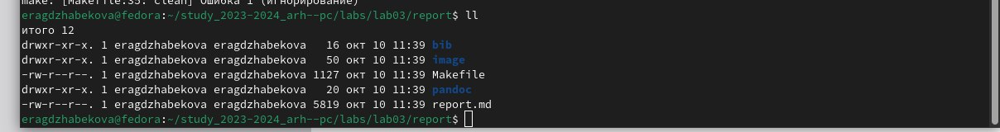 make: [Makefile:35: clean] Ошибка 1 (игнорирование)
eragdzhabekova@fedora:~/study_2023-2024_arh--pc/labs/lab03/report$ ll
итого 12
drwxr-xr-x. 1 eragdzhabekova eragdzhabekova   16 окт 10 11:39 bib
drwxr-xr-x. 1 eragdzhabekova eragdzhabekova   50 окт 10 11:39 image
-rw-r--r--. 1 eragdzhabekova eragdzhabekova 1127 окт 10 11:39 Makefile
drwxr-xr-x. 1 eragdzhabekova eragdzhabekova   20 окт 10 11:39 pandoc
-rw-r--r--. 1 eragdzhabekova eragdzhabekova 5819 окт 10 11:39 report.md
eragdzhabekova@fedora:~/study_2023-2024_arh--pc/labs/lab03/report$